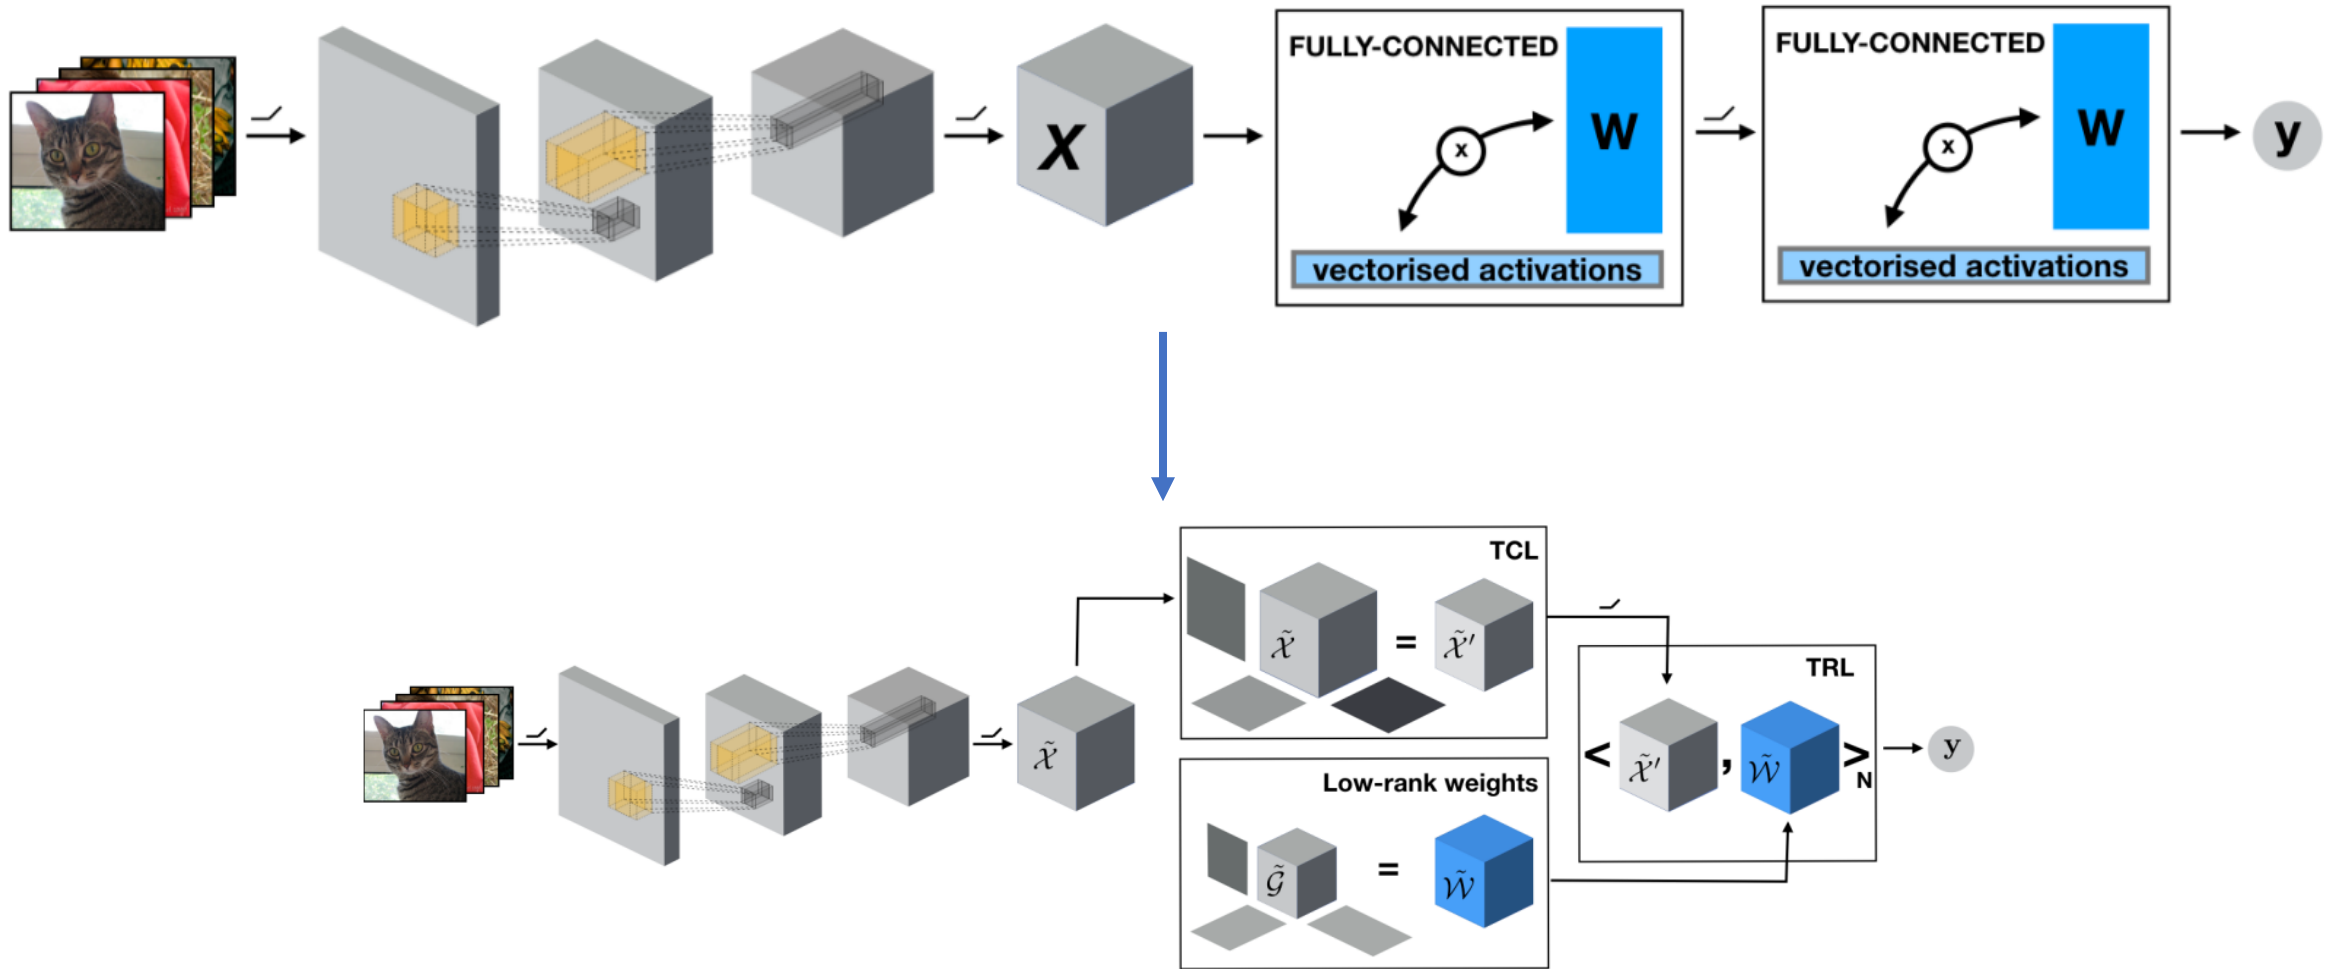 FULLY-CONNECTED
W
x
vectorised activations
FULLY-CONNECTED
W
x
vectorised activations
X
y
TCL
X̃ = X̃′
TRL
< X̃′ , W̃ >N
y
X̃
Low-rank weights
G̃ = W̃